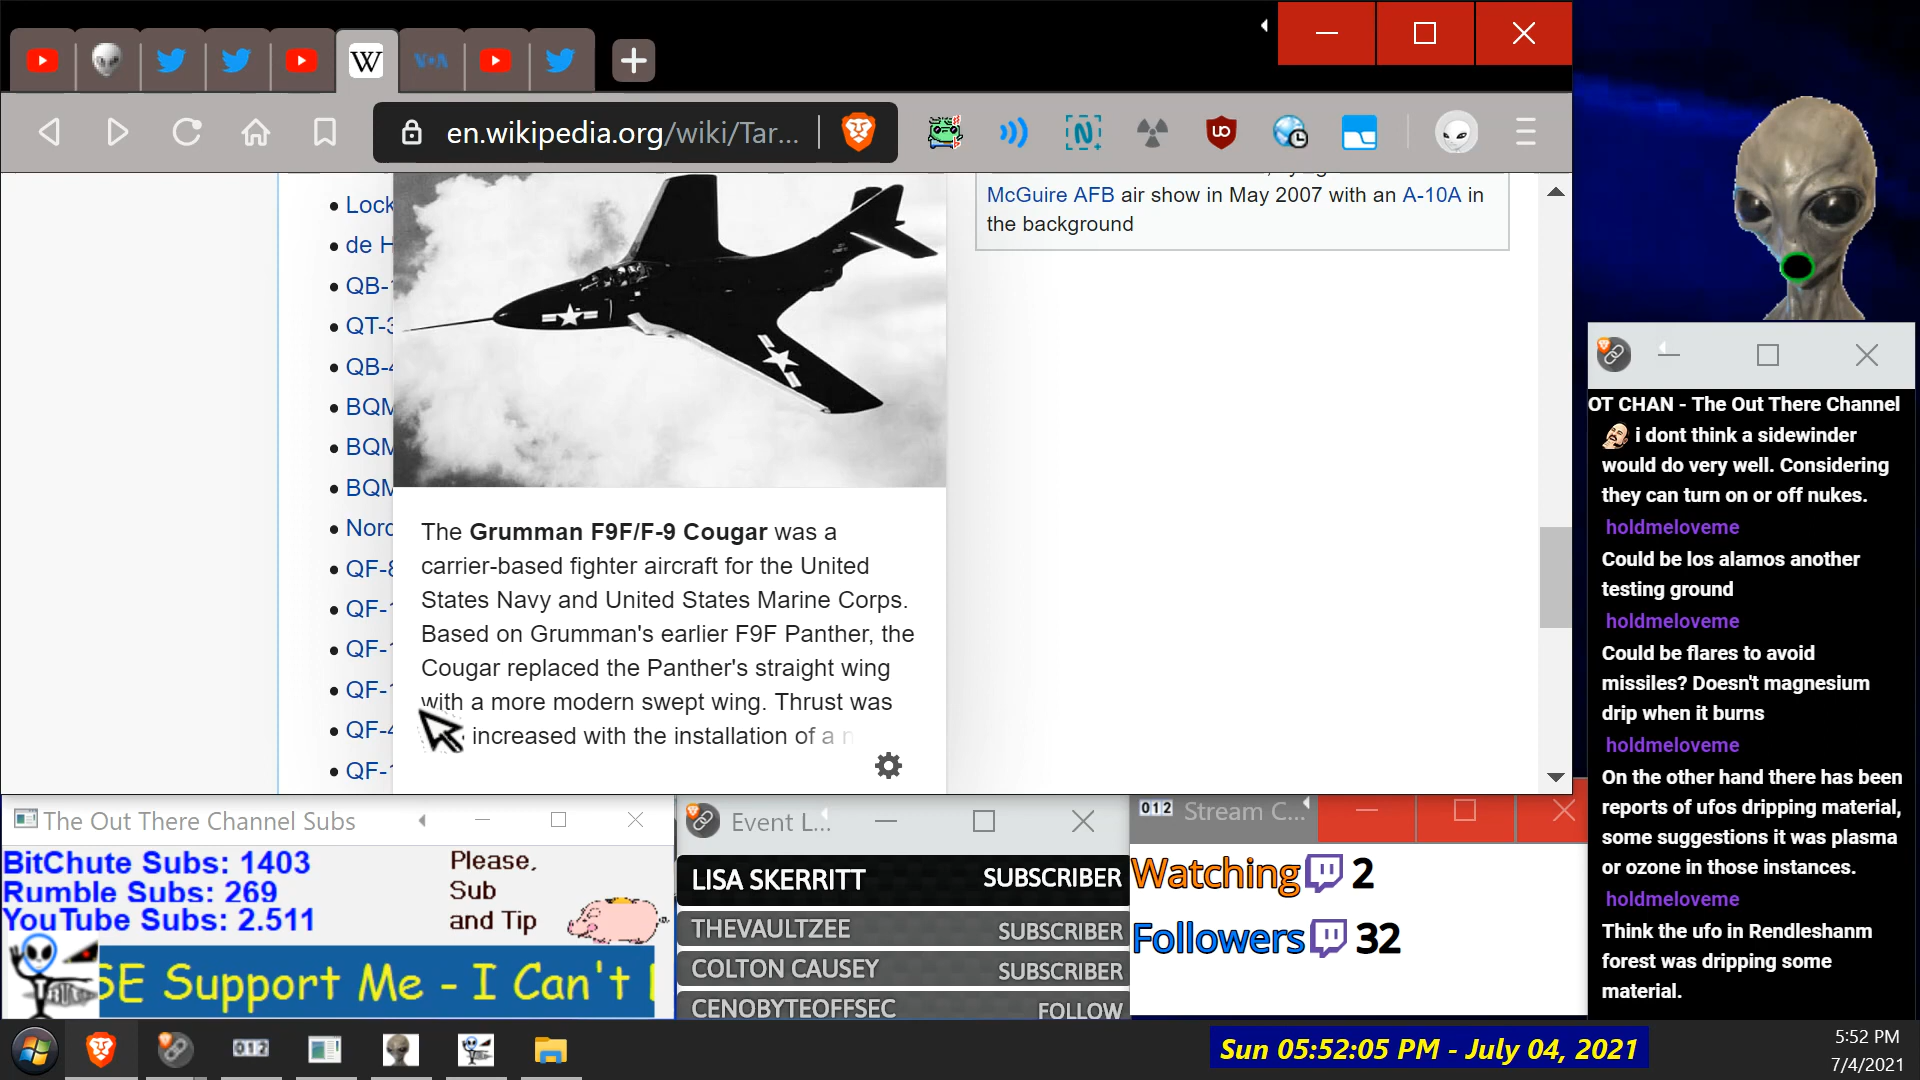 VOA
en.wikipedia.org/wiki/Tar...
Lock
de H
QB-
QT-3
QB-4
BQM
BQM
BQM
Nor
QF-8
QF-
QF-
QF-
QF-4
QF-
McGuire AFB air show in May 2007 with an A-10A in
the background
The Grumman F9F/F-9 Cougar was a
carrier-based fighter aircraft for the United
States Navy and United States Marine Corps.
Based on Grumman's earlier F9F Panther, the
Cougar replaced the Panther's straight wing
with a more modern swept wing. Thrust was
increased with the installation of a n
OT CHAN - The Out There Channel
i dont think a sidewinder
would do very well. Considering
they can turn on or off nukes.
holdmeloveme
Could be los alamos another
testing ground
holdmeloveme
Could be flares to avoid
missiles? Doesn't magnesium
drip when it burns
holdmeloveme
On the other hand there has been
reports of ufos dripping material,
some suggestions it was plasma
or ozone in those instances.
holdmeloveme
Think the ufo in Rendleshanm
forest was dripping some
material.
The Out There Channel Subs
BitChute Subs: 1403
Rumble Subs: 269
YouTube Subs: 2.511
Please,
Sub
and Tip
SE Support Me - I Can't
Event L...
LISA SKERRITT SUBSCRIBER
THEVAULTZEE SUBSCRIBER
COLTON CAUSEY SUBSCRIBER
CENOBYTEOFFSEC FOLLOW
012 Stream C...
Watching 2
Followers 32
012
Sun 05:52:05 PM - July 04, 2021
5:52 PM
7/4/2021